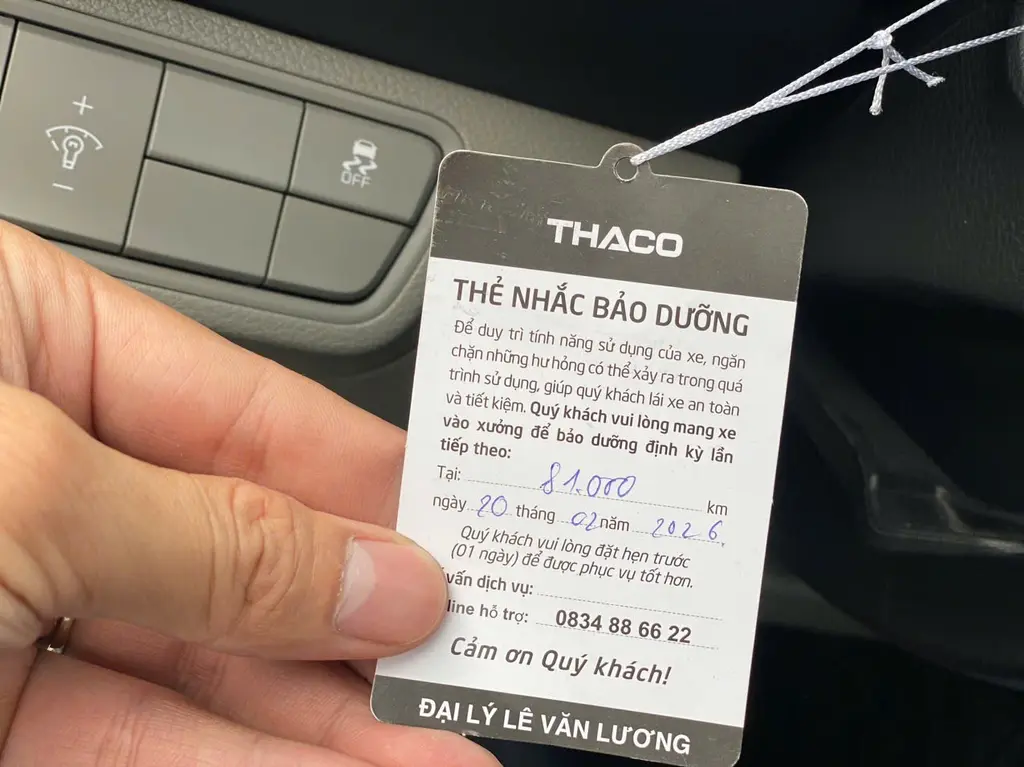 +
−
OFF
THACO
THẺ NHẮC BẢO DƯỠNG
Để duy trì tính năng sử dụng của xe, ngăn
chặn những hư hỏng có thể xảy ra trong quá
trình sử dụng, giúp quý khách lái xe an toàn
và tiết kiệm. Quý khách vui lòng mang xe
vào xưởng để bảo dưỡng định kỳ lần
tiếp theo:
Tại: 81.000 km
ngày 20 tháng 02 năm 2026
Quý khách vui lòng đặt hẹn trước
(01 ngày) để được phục vụ tốt hơn.
vấn dịch vụ:
line hỗ trợ: 0834 88 66 22
Cảm ơn Quý khách!
ĐẠI LÝ LÊ VĂN LƯƠNG